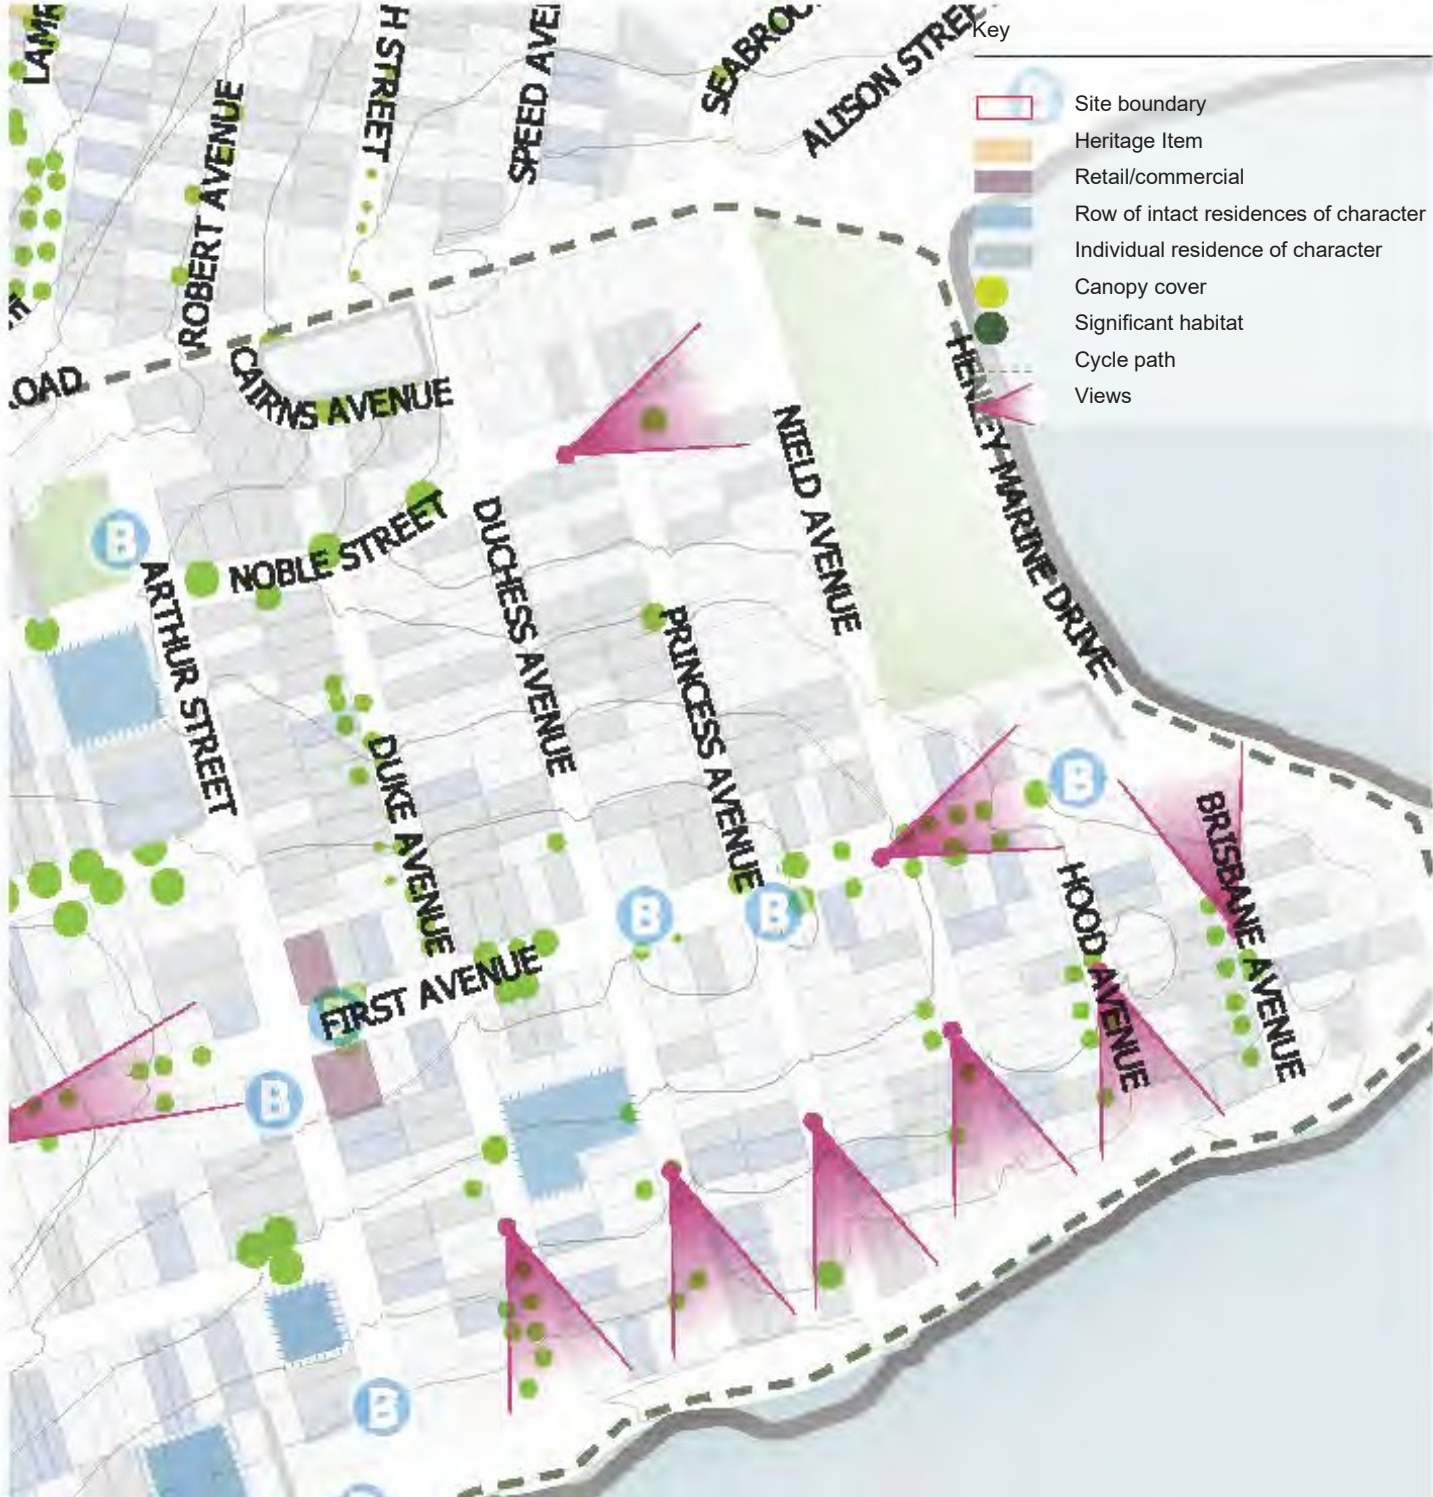 H STREET
SPEED AVE
SEABROO
ALISON STREE
Key
Site boundary
Heritage Item
Retail/commercial
Row of intact residences of character
Individual residence of character
Canopy cover
Significant habitat
Cycle path
Views
ROBERT AVENUE
OAD
CAIRNS AVENUE
HENLEY MARINE DRIVE
NIELD AVENUE
B
NOBLE STREET
DUCHESS AVENUE
ARTHUR STREET
PRINCESS AVENUE
DUKE AVENUE
B
BRISBANE AVENUE
HOOD AVENUE
B
B
FIRST AVENUE
B
B